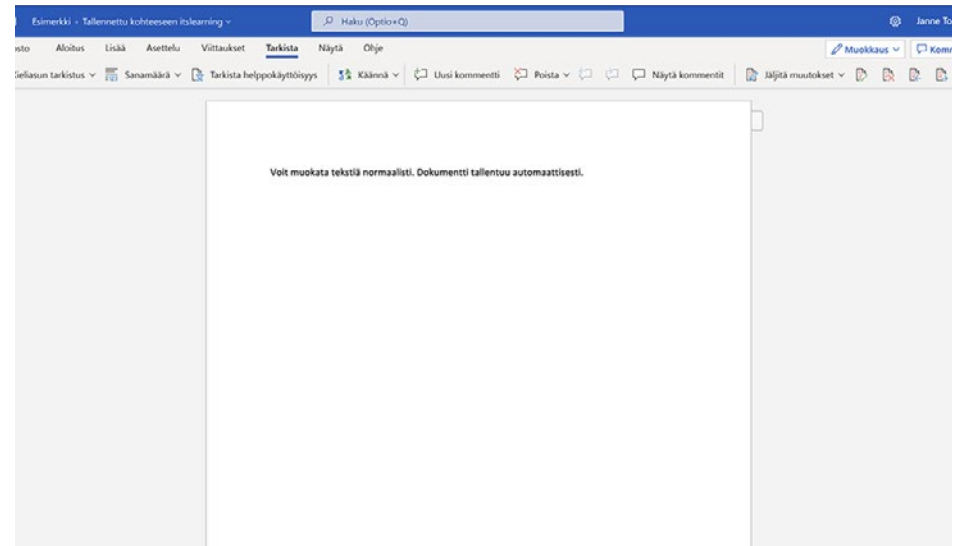 Esimerkki - Tallennettu kohteeseen itslearning
Haku (Optio+Q)
Janne To
osto Aloitus Lisää Asettelu Viittaukset Tarkista Näytä Ohje
Muokkaus
Komm
Kieliasun tarkistus Sanamäärä Tarkista helppokäyttöisyys Käännä Uusi kommentti Poista Näytä kommentit Jäljitä muutokset
Voit muokata tekstiä normaalisti. Dokumentti tallentuu automaattisesti.